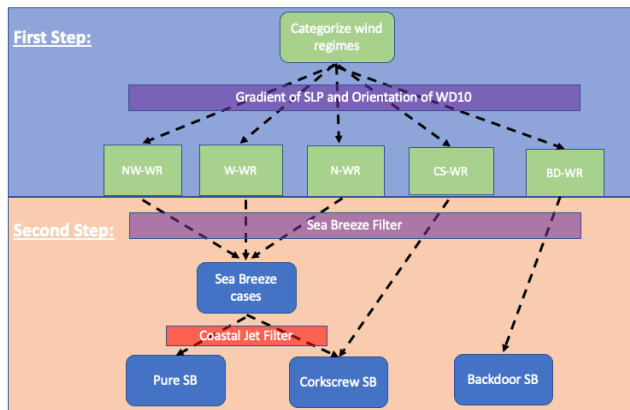 First Step:
Categorize wind
regimes
Gradient of SLP and Orientation of WD10
NW-WR
W-WR
N-WR
CS-WR
BD-WR
Second Step:
Sea Breeze Filter
Sea Breeze
cases
Coastal Jet Filter
Pure SB
Corkscrew SB
Backdoor SB